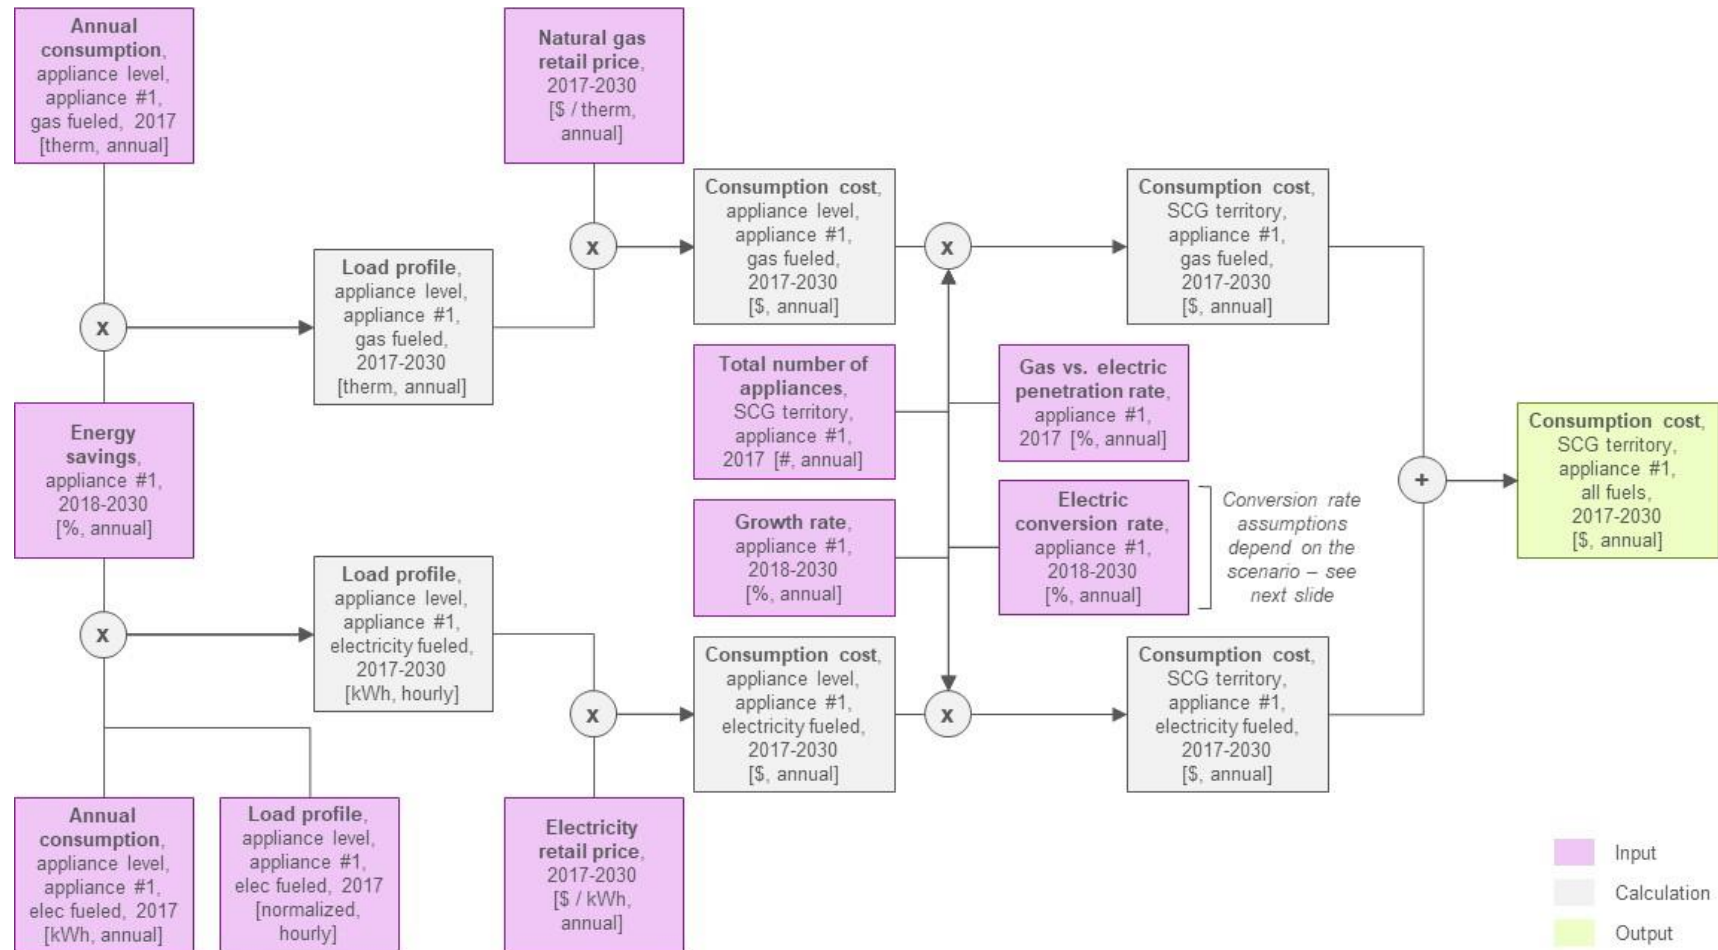 Annual
consumption,
appliance level,
appliance #1,
gas fueled, 2017
[therm, annual]
Natural gas
retail price,
2017-2030
[$ / therm,
annual]
Consumption cost,
appliance level,
appliance #1,
gas fueled,
2017-2030
[$, annual]
Consumption cost,
SCG territory,
appliance #1,
gas fueled,
2017-2030
[$, annual]
x
x
Load profile,
appliance level,
appliance #1,
gas fueled,
2017-2030
[therm, annual]
x
Total number of
appliances,
SCG territory,
appliance #1,
2017 [#, annual]
Gas vs. electric
penetration rate,
appliance #1,
2017 [%, annual]
Energy
savings,
appliance #1,
2018-2030
[%, annual]
Growth rate,
appliance #1,
2018-2030
[%, annual]
Electric
conversion rate,
appliance #1,
2018-2030
[%, annual]
Conversion rate
assumptions
depend on the
scenario – see
next slide
+
Consumption cost,
SCG territory,
appliance #1,
all fuels,
2017-2030
[$, annual]
x
Load profile,
appliance level,
appliance #1,
electricity fueled,
2017-2030
[kWh, hourly]
x
Consumption cost,
appliance level,
appliance #1,
electricity fueled,
2017-2030
[$, annual]
x
Consumption cost,
SCG territory,
appliance #1,
electricity fueled,
2017-2030
[$, annual]
Annual
consumption,
appliance level,
appliance #1,
elec fueled, 2017
[kWh, annual]
Load profile,
appliance level,
appliance #1,
elec fueled, 2017
[normalized,
hourly]
Electricity
retail price,
2017-2030
[$ / kWh,
annual]
Input
Calculation
Output